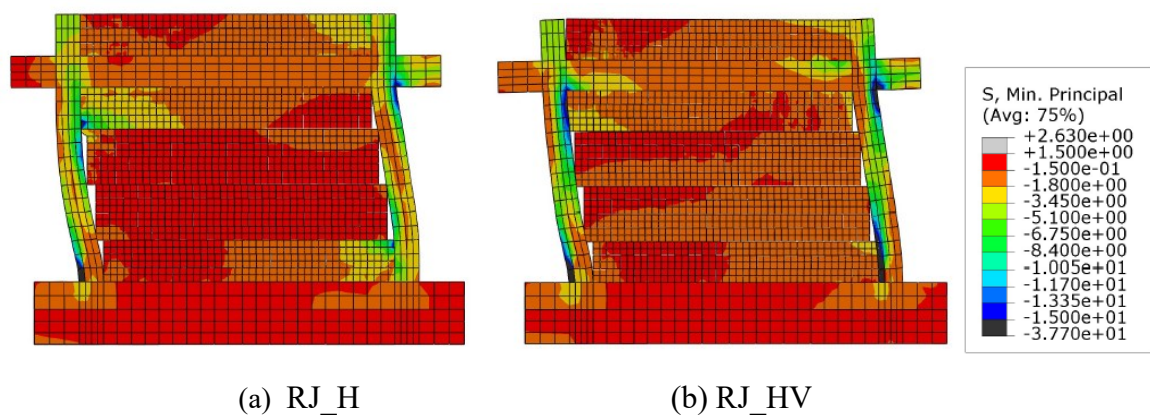 S, Min. Principal
(Avg: 75%)
+2.630e+00
+1.500e+00
-1.500e-01
-1.800e+00
-3.450e+00
-5.100e+00
-6.750e+00
-8.400e+00
-1.005e+01
-1.170e+01
-1.335e+01
-1.500e+01
-3.770e+01
(a) RJ_H
(b) RJ_HV